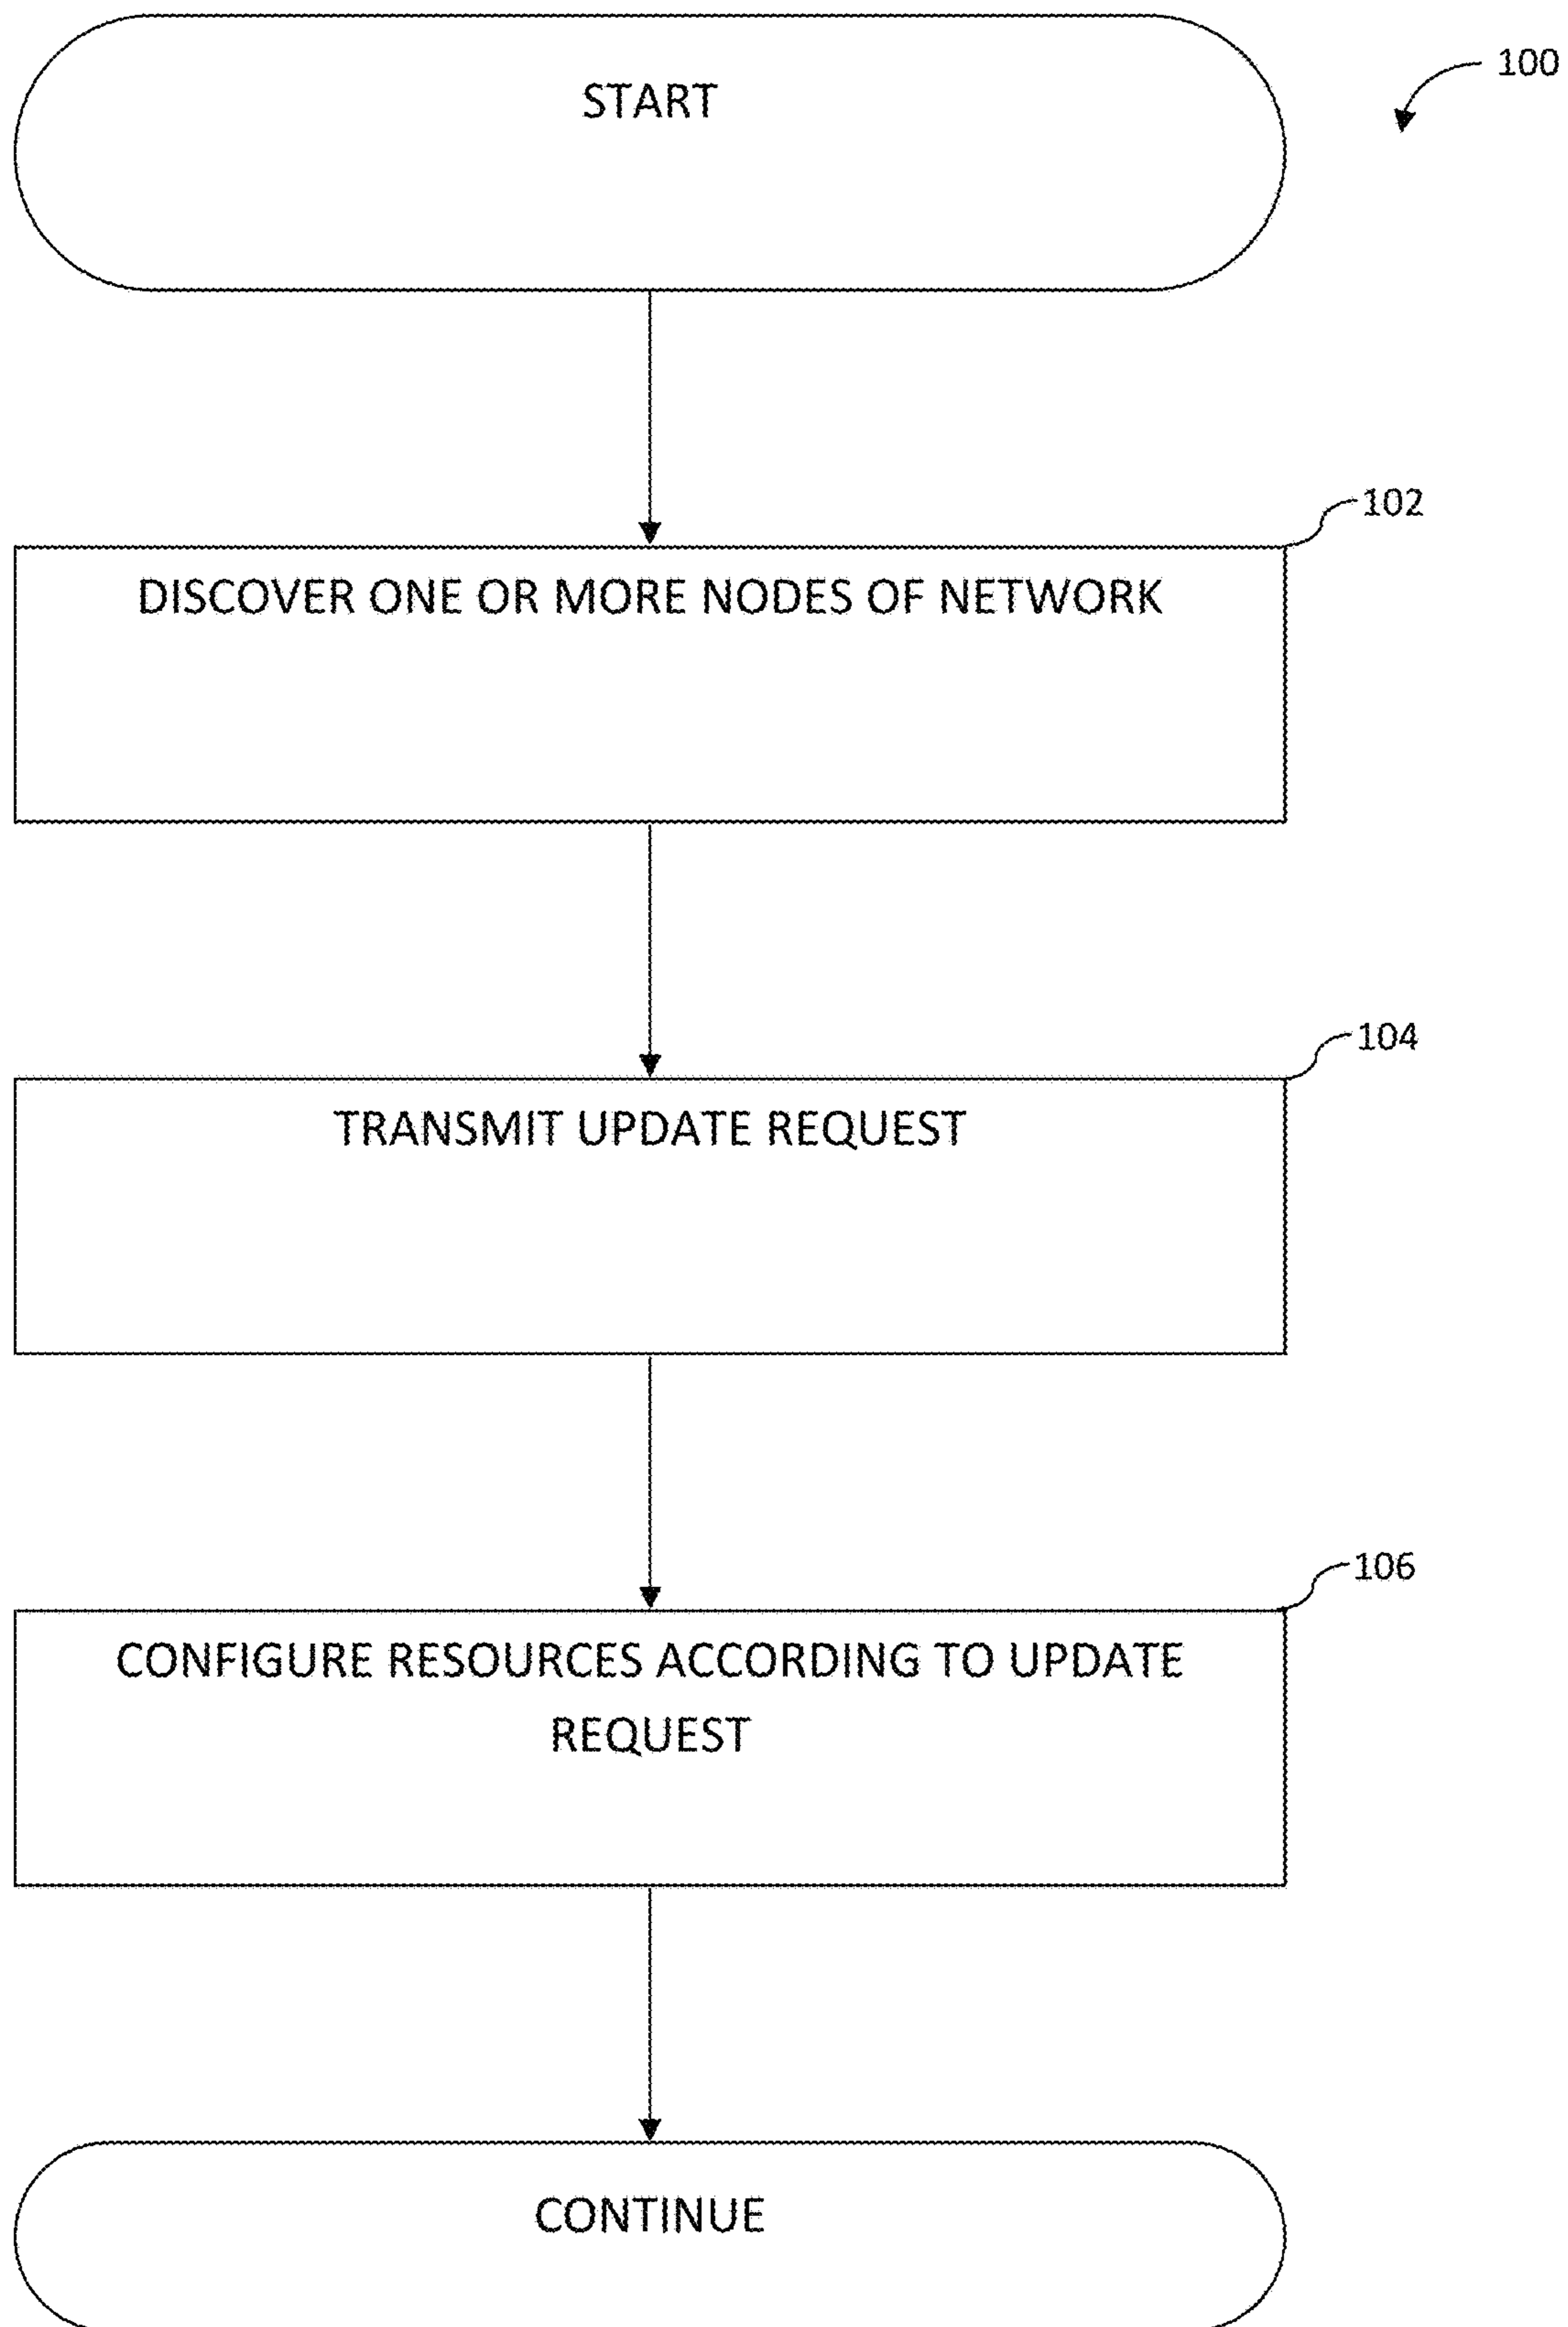 START
100
102
DISCOVER ONE OR MORE NODES OF NETWORK
104
TRANSMIT UPDATE REQUEST
106
CONFIGURE RESOURCES ACCORDING TO UPDATE
REQUEST
CONTINUE